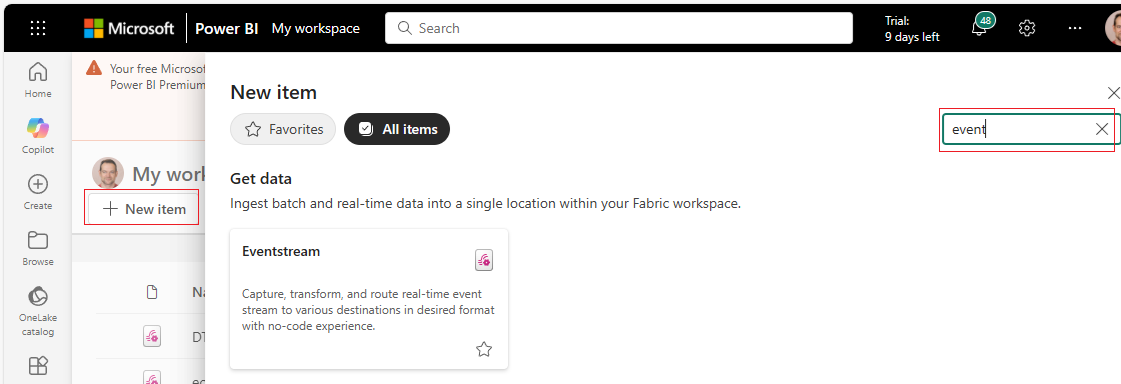 Microsoft
Power BI
My workspace
Search
Trial:
9 days left
48
Home
Copilot
Create
Browse
OneLake
catalog
Your free Microsof
Power BI Premium
My work
New item
DT
New item
Favorites
All items
event
Get data
Ingest batch and real-time data into a single location within your Fabric workspace.
Eventstream
Capture, transform, and route real-time event
stream to various destinations in desired format
with no-code experience.